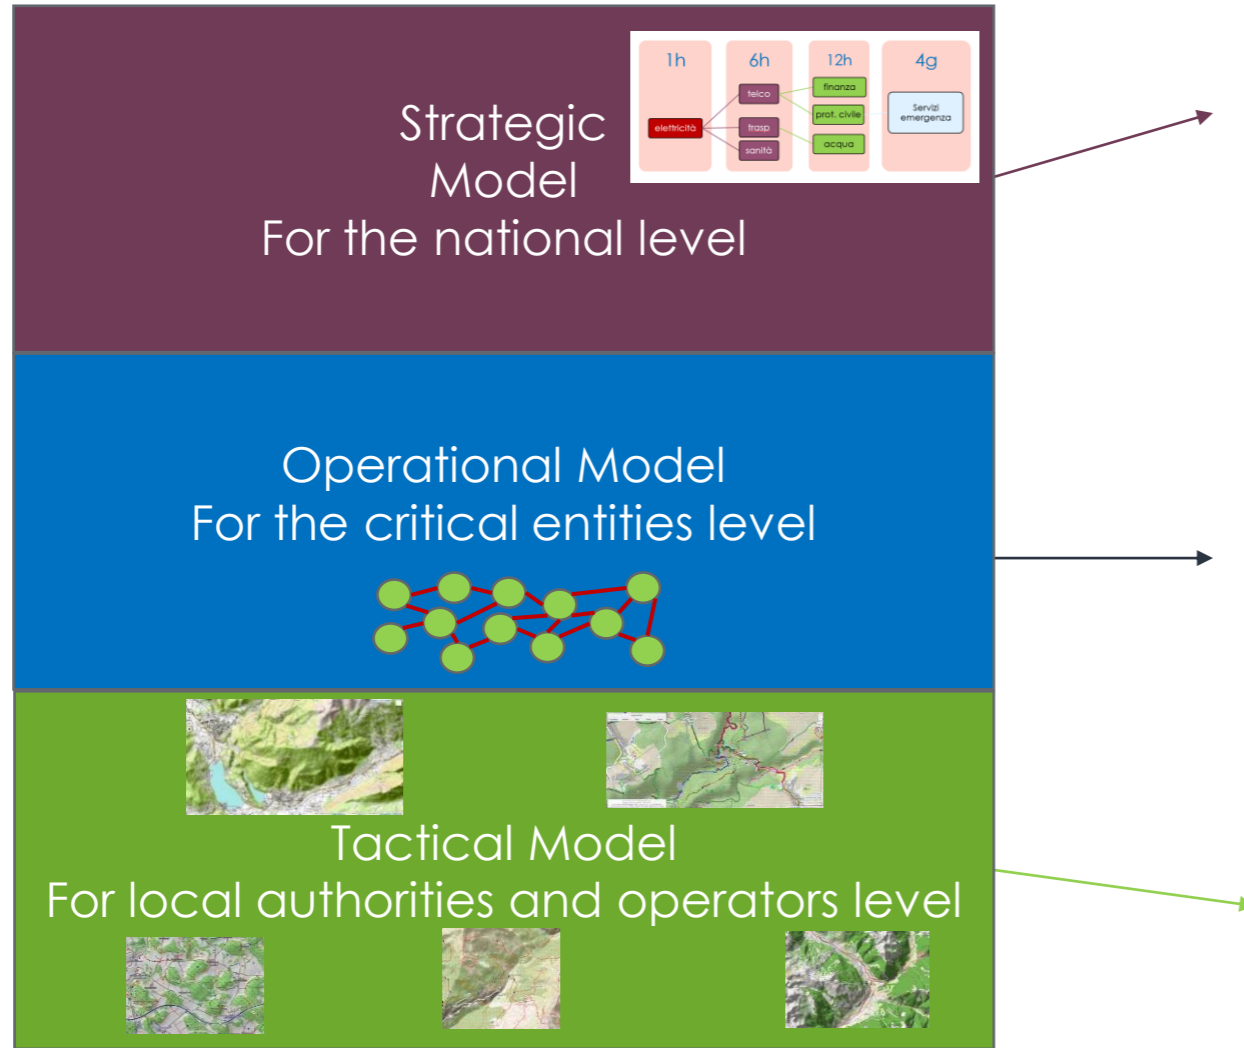 Strategic
Model
For the national level
1h 6h 12h 4g
elettricità
telco
trasp
sanità
finanza
prot. civile
acqua
Servizi
emergenza
Operational Model
For the critical entities level
Tactical Model
For local authorities and operators level